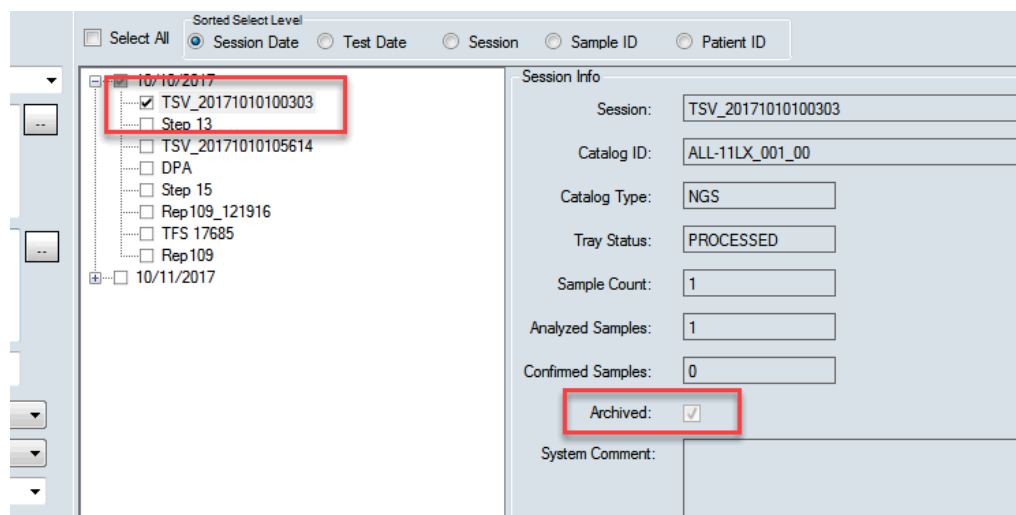 Sorted Select Level
Select All
Session Date
Test Date
Session
Sample ID
Patient ID
10/10/2017
TSV_20171010100303
Step 13
TSV_20171010105614
DPA
Step 15
Rep109_121916
TFS 17685
Rep109
10/11/2017
--
--
Session Info
Session: TSV_20171010100303
Catalog ID: ALL-11LX_001_00
Catalog Type: NGS
Tray Status: PROCESSED
Sample Count: 1
Analyzed Samples: 1
Confirmed Samples: 0
Archived:
System Comment: